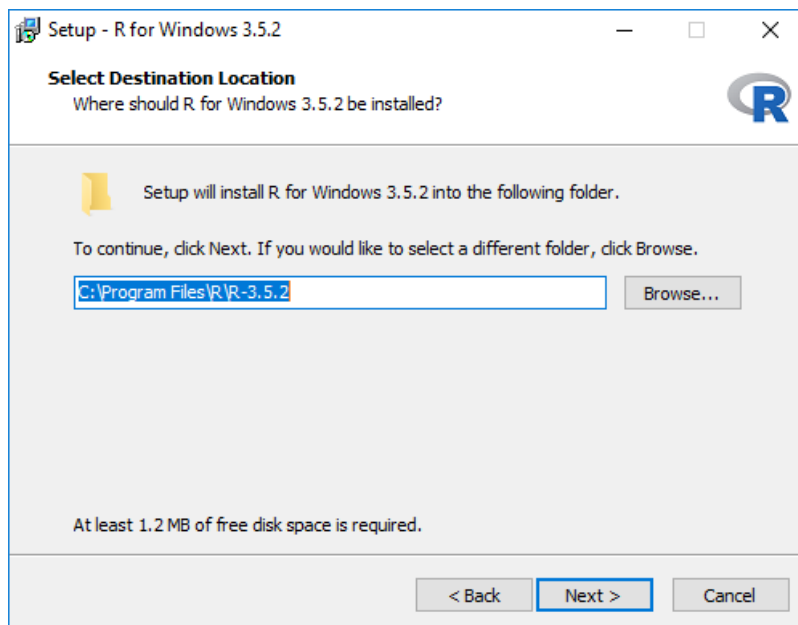 Setup - R for Windows 3.5.2
Select Destination Location
Where should R for Windows 3.5.2 be installed?
R
Setup will install R for Windows 3.5.2 into the following folder.
To continue, click Next. If you would like to select a different folder, click Browse.
C:\Program Files\R\R-3.5.2
Browse...
At least 1.2 MB of free disk space is required.
< Back
Next >
Cancel